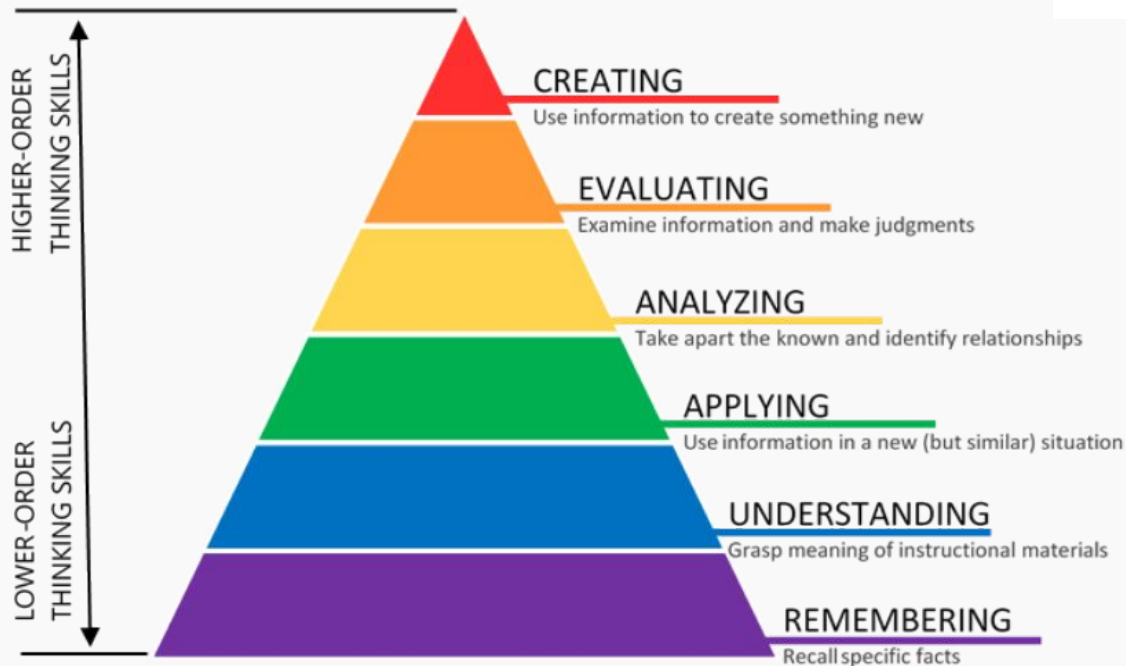 HIGHER-ORDER
THINKING SKILLS
CREATING
Use information to create something new
EVALUATING
Examine information and make judgments
ANALYZING
Take apart the known and identify relationships
APPLYING
Use information in a new (but similar) situation
LOWER-ORDER
THINKING SKILLS
UNDERSTANDING
Grasp meaning of instructional materials
REMEMBERING
Recall specific facts